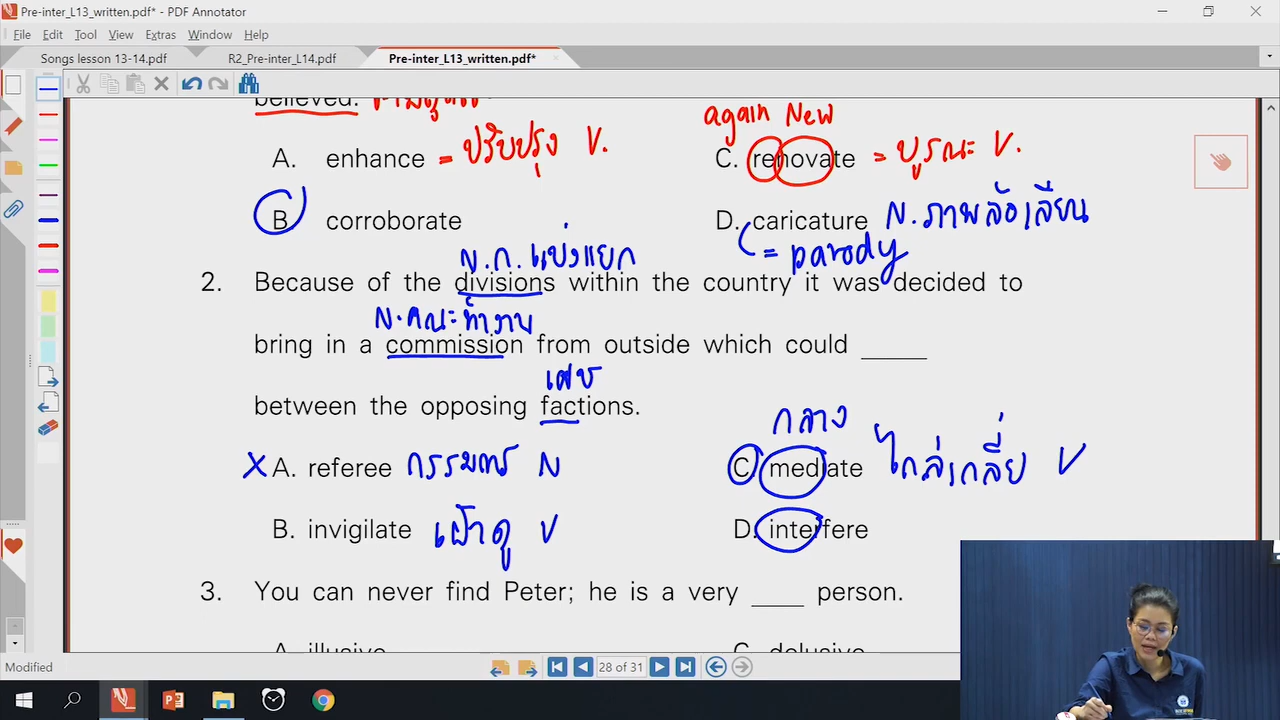 Pre-inter_L13_written.pdf* - PDF Annotator
File Edit Tool View Extras Window Help
Songs lesson 13-14.pdf R2_Pre-inter_L14.pdf Pre-inter_L13_written.pdf*
believed.
again New
A. enhance = ปรับปรุง V. C. renovate = บูรณะ V.
B corroborate D. caricature N. ภาพล้อเลียน
= parody
N. ก. แบ่งแยก
2. Because of the divisions within the country it was decided to
N. คณะทำงาน
bring in a commission from outside which could _____
เศษ
between the opposing factions.
กลาง
X A. referee กรรมการ N C. mediate ไกล่เกลี่ย V
B. invigilate เฝ้าดู V D. interfere
3. You can never find Peter; he is a very ____ person.
A. illusive C. delusive
Modified 28 of 31